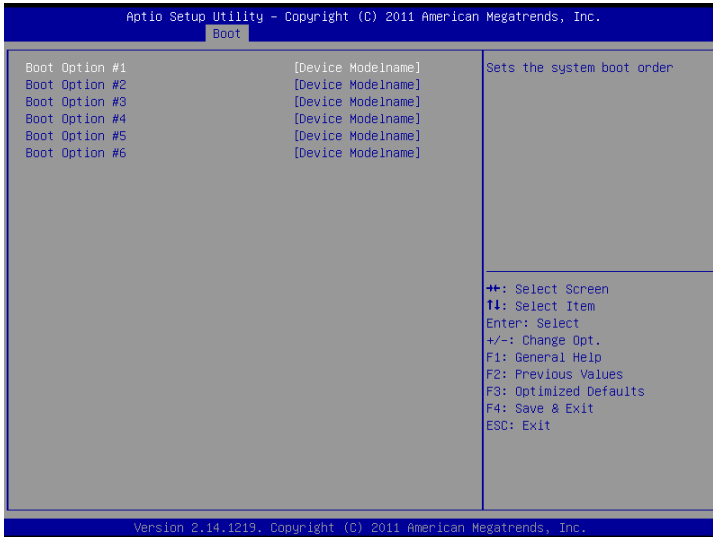 Aptio Setup Utility – Copyright (C) 2011 American Megatrends, Inc.
Boot
Boot Option #1 [Device Modelname]
Boot Option #2 [Device Modelname]
Boot Option #3 [Device Modelname]
Boot Option #4 [Device Modelname]
Boot Option #5 [Device Modelname]
Boot Option #6 [Device Modelname]
Sets the system boot order
→←: Select Screen
↑↓: Select Item
Enter: Select
+/-: Change Opt.
F1: General Help
F2: Previous Values
F3: Optimized Defaults
F4: Save & Exit
ESC: Exit
Version 2.14.1219. Copyright (C) 2011 American Megatrends, Inc.